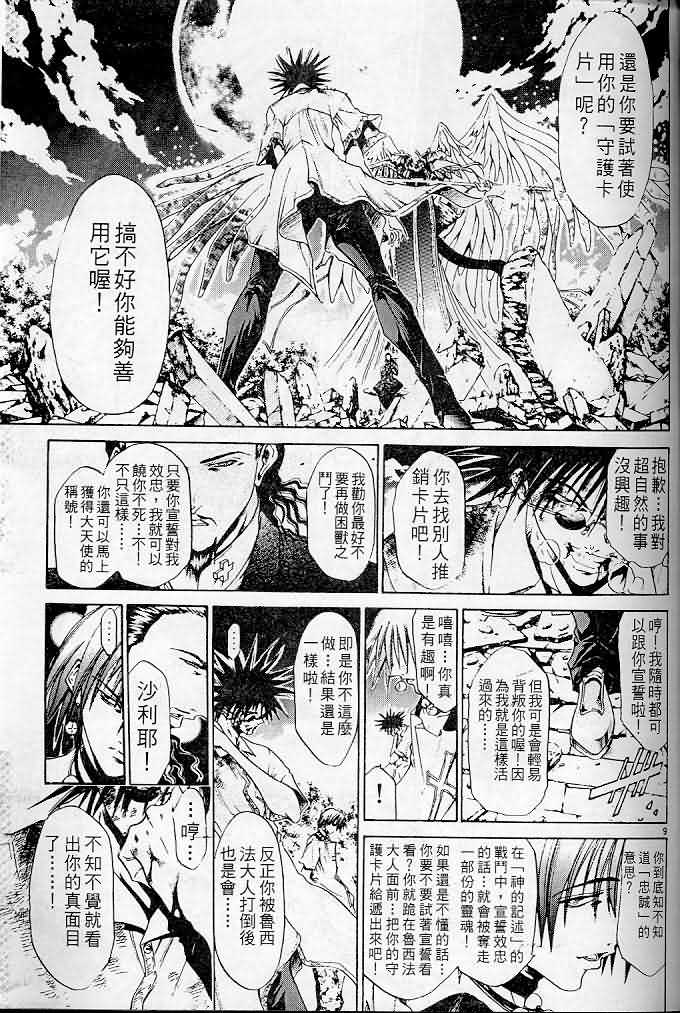 還是你要試著使
用你的「守護卡
片」呢?
搞不好你能夠善
用它喔!
抱歉…我對
超自然的事
沒興趣!
你去找別人推
銷卡片吧!
我勸你最好不
要再做困獸之
鬥了!
只要你宣誓對我
效忠,我就可以
饒你不死…不!
不只這樣……
你還可以馬上
獲得大天使的
稱號!
哼!我隨時都可
以跟你宣誓啦!
但我可是會輕易
背叛你的喔!因
為我就是這樣活
過來的……
嘻嘻…你真
是有趣啊
!
即是你不這麼
做…結果還是
一樣啦!
…
沙利耶!
…
9
你到底知不知
道「忠誠」的
意思?
在「神的記述」的
戰鬥中,宣誓效忠
的話…就會被奪走
一部份的靈魂!
如果還是不懂的話…
你要不要試著宣誓看
看?你就跪在魯西法
大人面前…把你的守
護卡片給遞出來吧!
反正你被魯西
法大人打倒後
也是會……
…哼…
不知不覺就看
出你的真面目
了……!